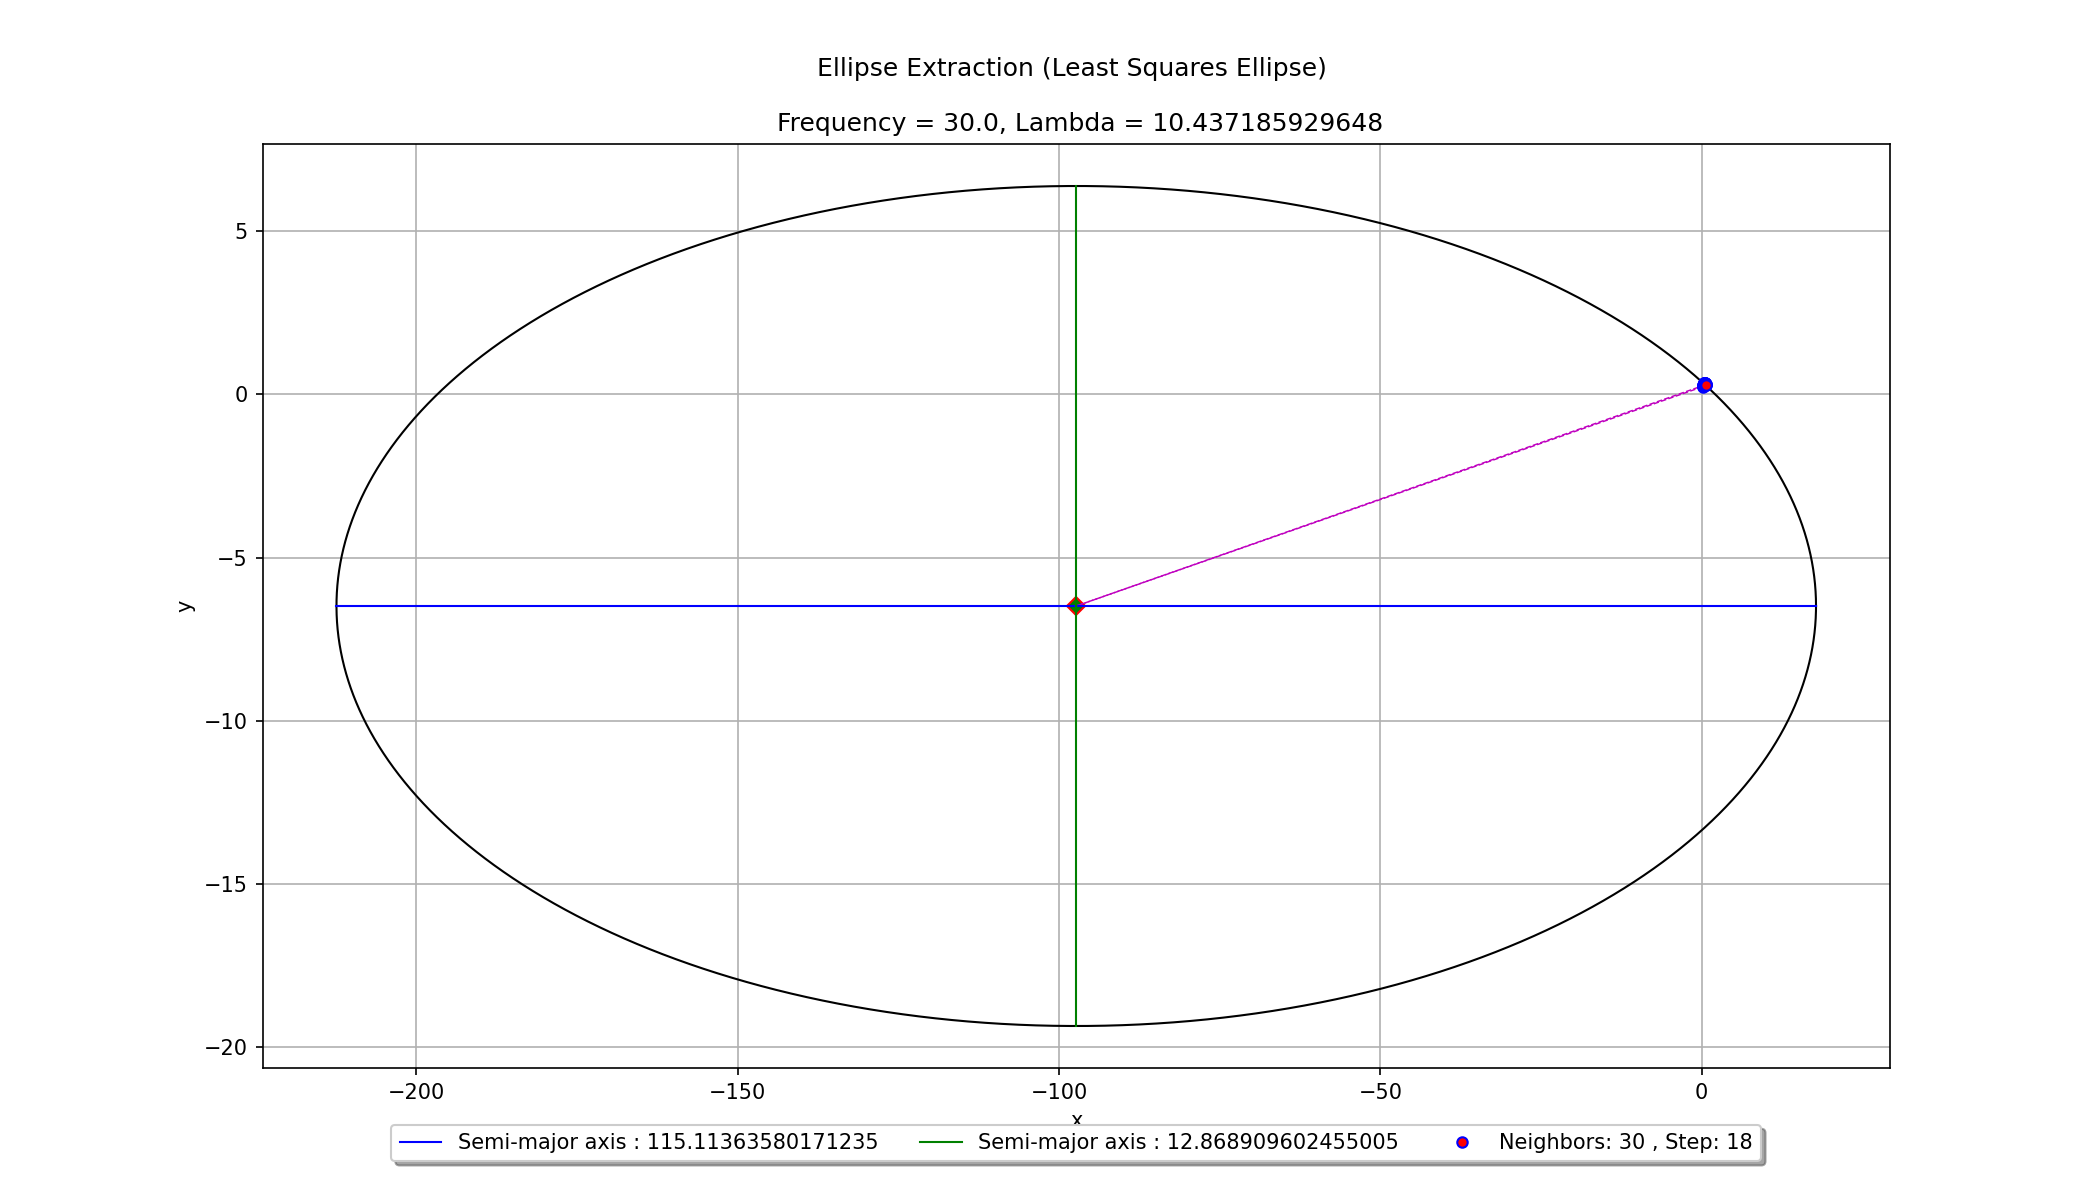 Ellipse Extraction (Least Squares Ellipse)
Frequency = 30.0, Lambda = 10.437185929648
5
0
−5
−10
−15
−20
y
−200 −150 −100 −50 0
x
Semi-major axis : 115.11363580171235 Semi-major axis : 12.868909602455005 Neighbors: 30 , Step: 18